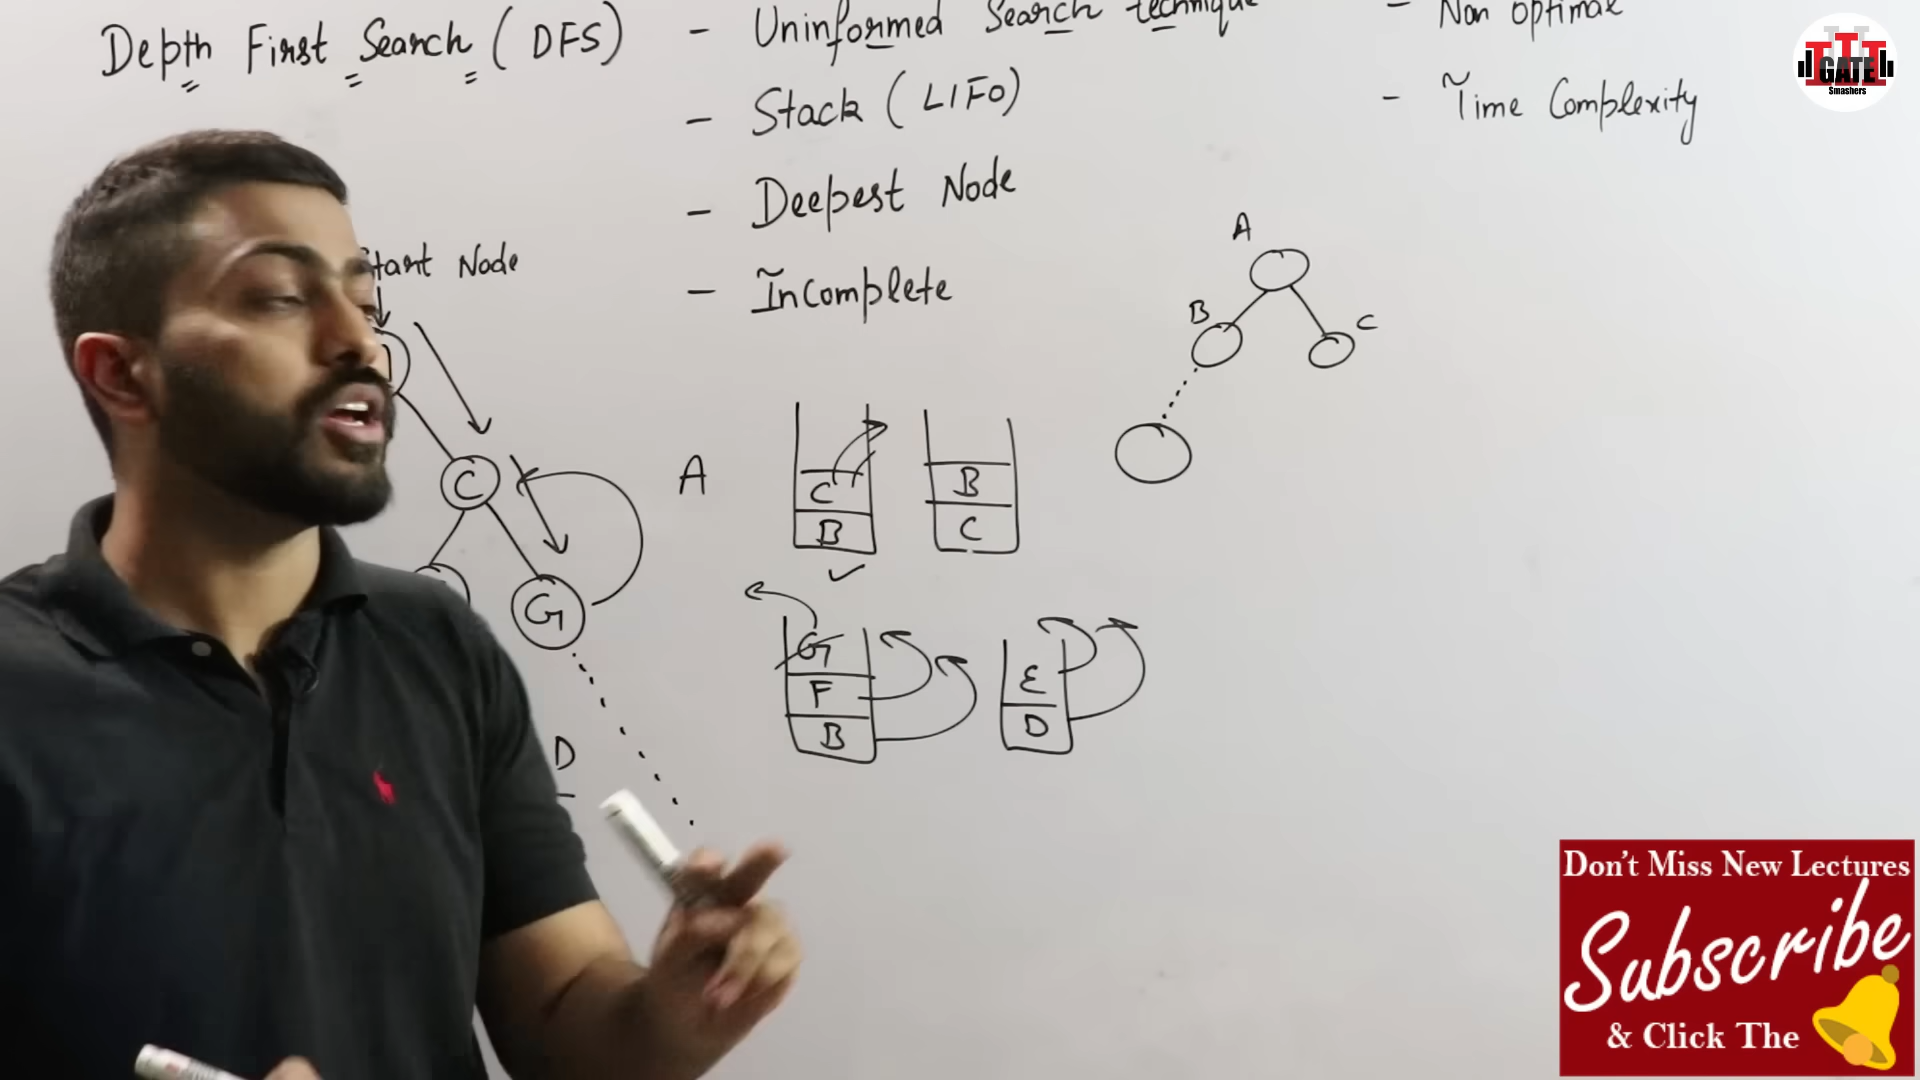 Depth First Search (DFS)
- Uninformed Search technique
- Stack (LIFO)
- Deepest Node
- Incomplete
- Non optimal
- Time Complexity
Start Node
C
G
D
A
C
B
B
C
G
F
B
E
D
A
B
C
GATE
Smashers
Don't Miss New Lectures
Subscribe
& Click The